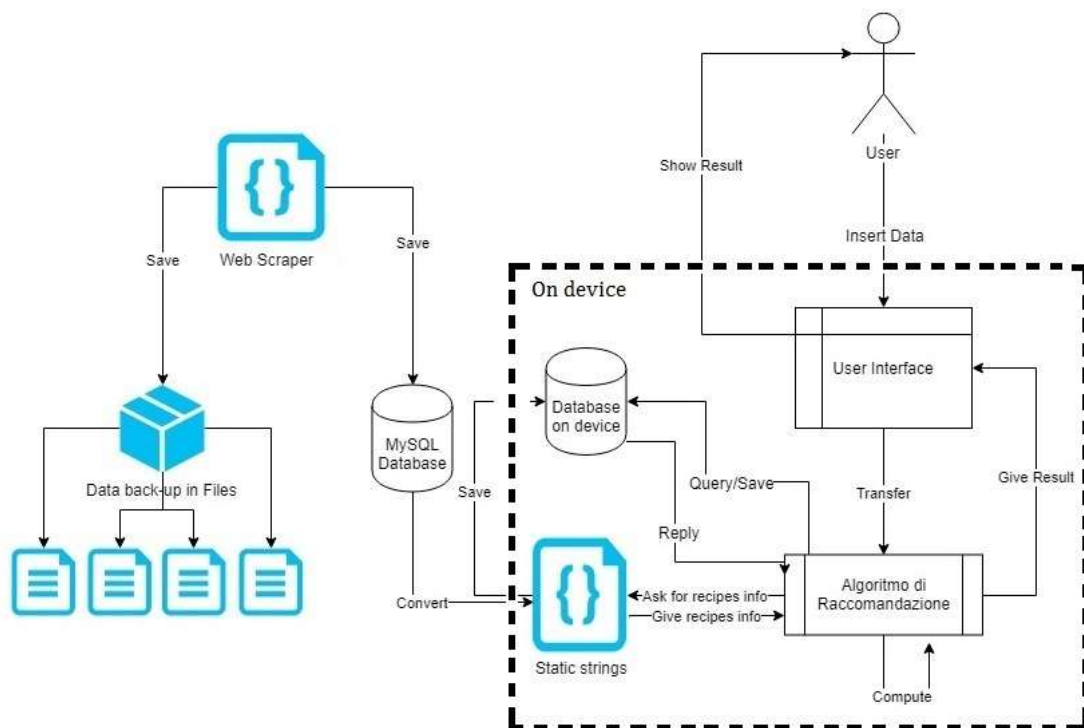 User
Show Result
Insert Data
Web Scraper
Save
Save
On device
User Interface
Database
on device
MySQL
Database
Data back-up in Files
Save
Query/Save
Transfer
Give Result
Reply
Convert
Ask for recipes info
Give recipes info
Algoritmo di
Raccomandazione
Static strings
Compute